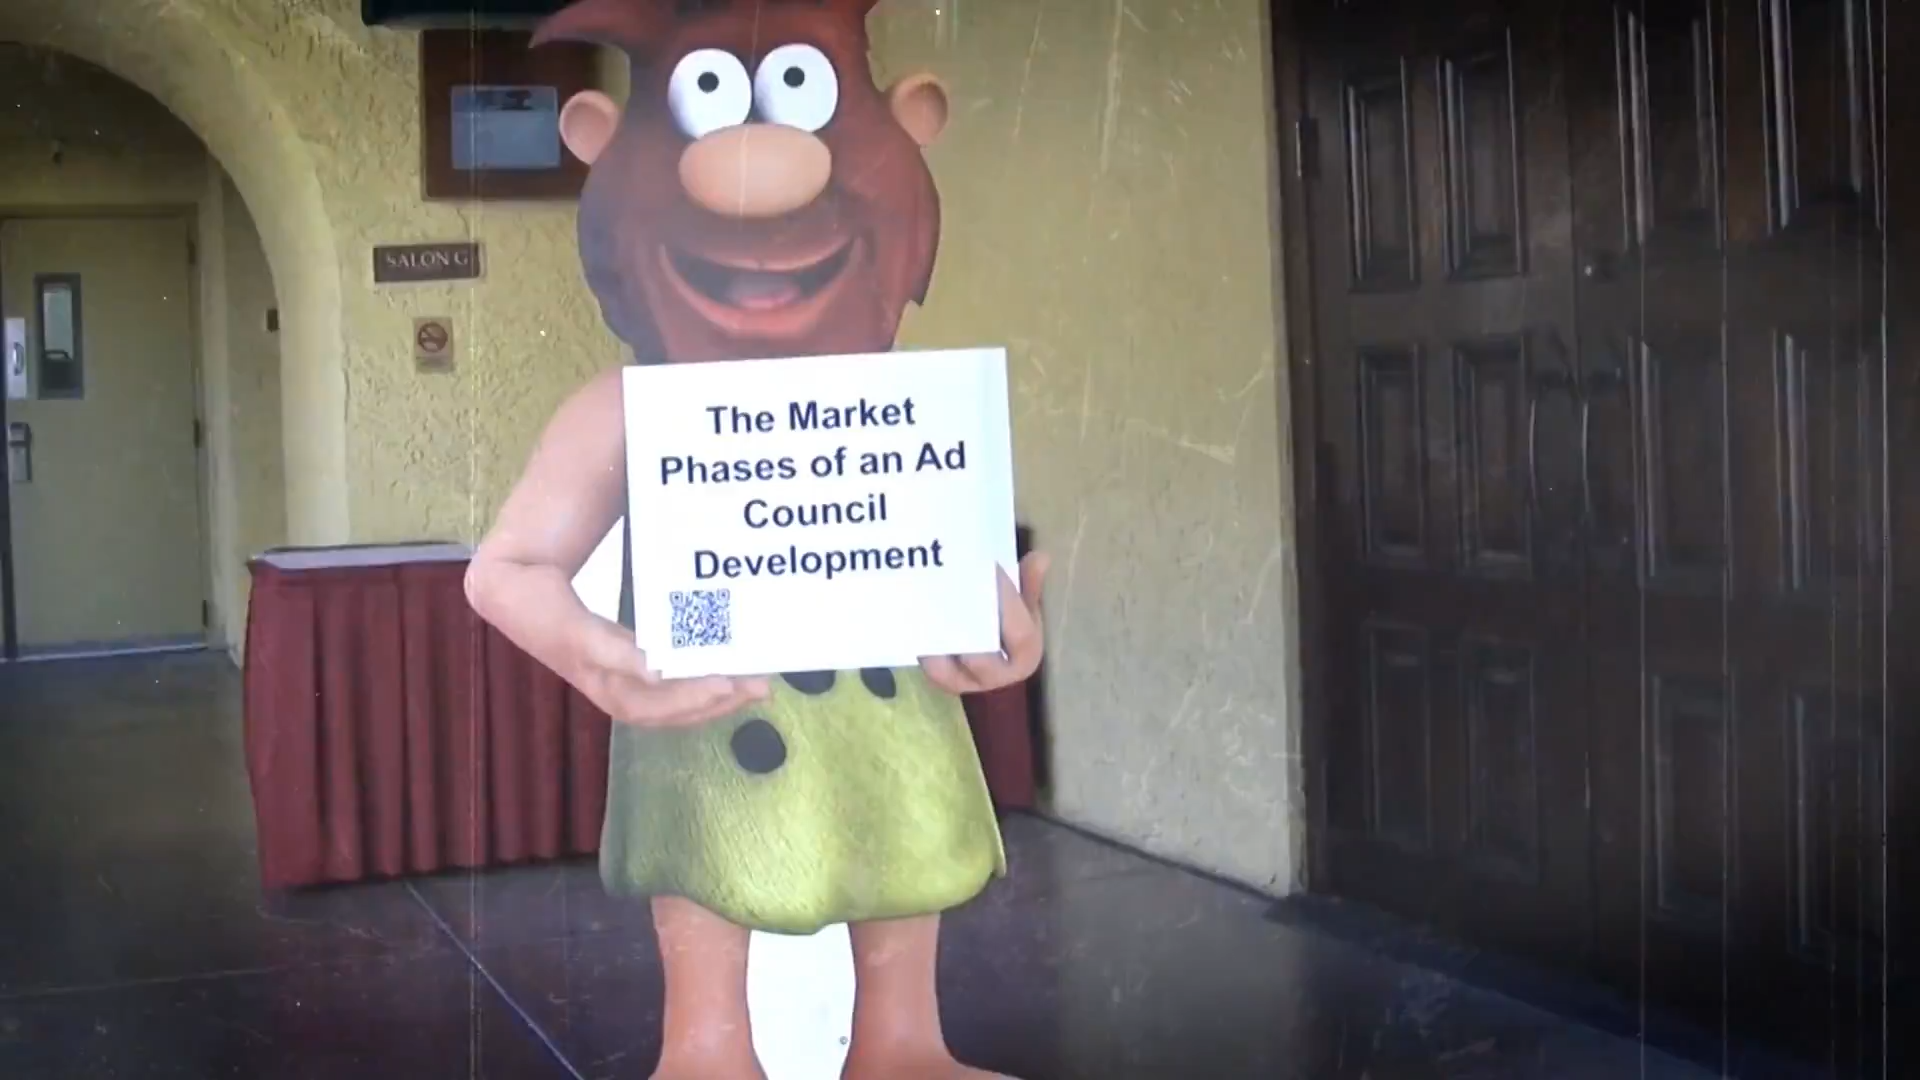 SALON G
The Market
Phases of an Ad
Council
Development